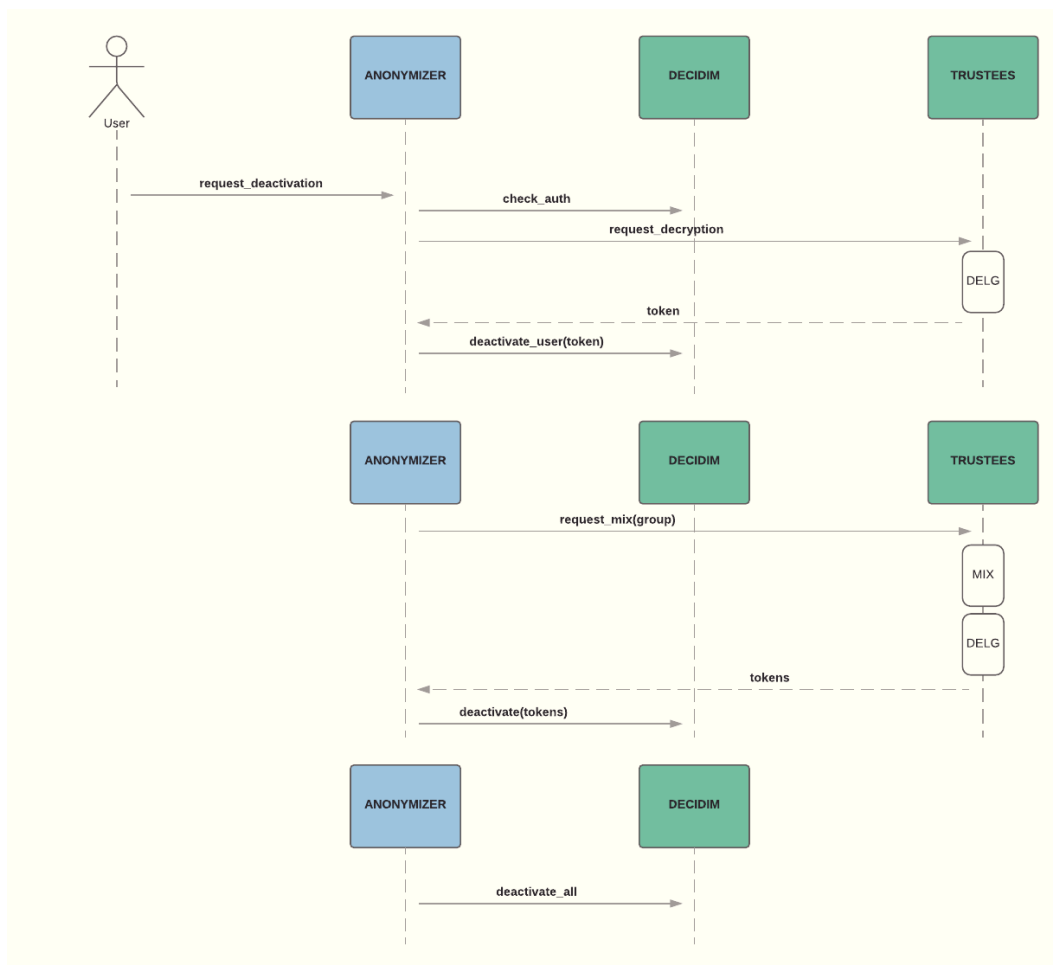 ANONYMIZER
DECIDIM
TRUSTEES
User
request_deactivation
check_auth
request_decryption
DELG
token
deactivate_user(token)
ANONYMIZER
DECIDIM
TRUSTEES
request_mix(group)
MIX
DELG
tokens
deactivate(tokens)
ANONYMIZER
DECIDIM
deactivate_all